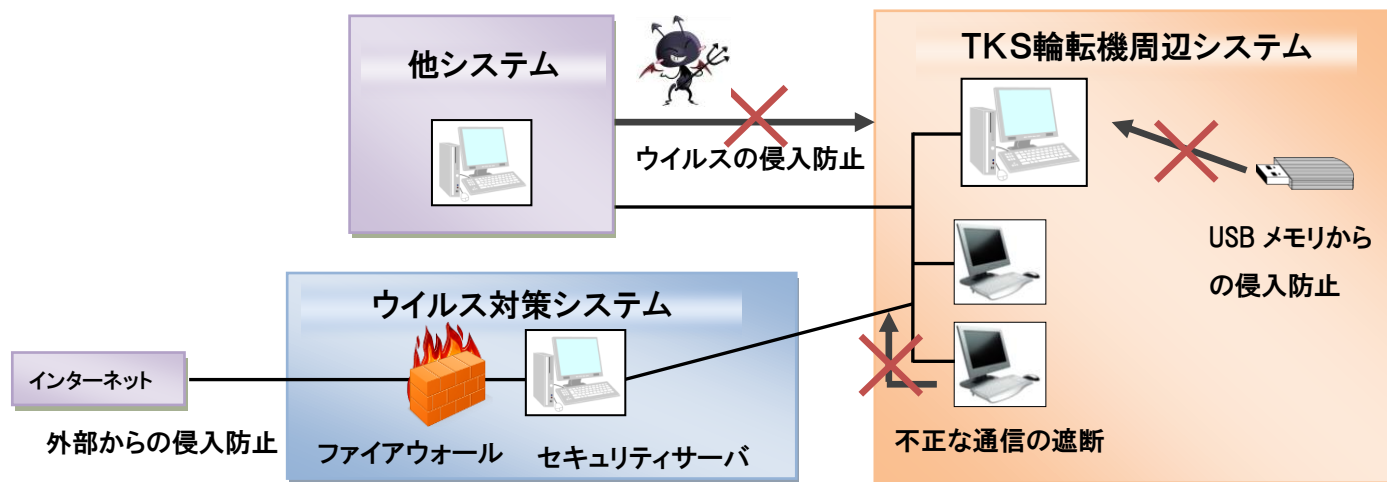 他システム
TKS輪転機周辺システム
ウイルスの侵入防止
USB メモリから
の侵入防止
ウイルス対策システム
インターネット
外部からの侵入防止
ファイアウォール
セキュリティサーバ
不正な通信の遮断